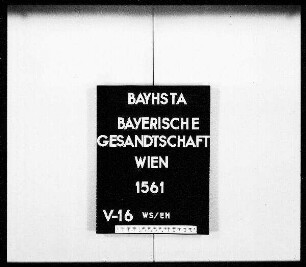 BAYHSTA
BAYERISCHE
GESANDTSCHAFT
WIEN
1561
V-16 WS/EM